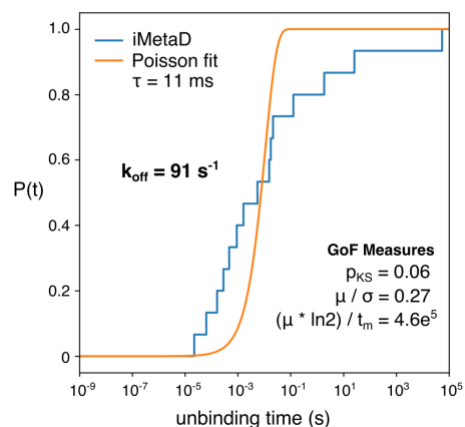 iMetaD
Poisson fit
τ = 11 ms
k_off = 91 s⁻¹
GoF Measures
p_KS = 0.06
μ / σ = 0.27
(μ * ln2) / t_m = 4.6e⁵
P(t)
1.0
0.8
0.6
0.4
0.2
0
10⁻⁹ 10⁻⁷ 10⁻⁵ 10⁻³ 10⁻¹ 10¹ 10³ 10⁵
unbinding time (s)